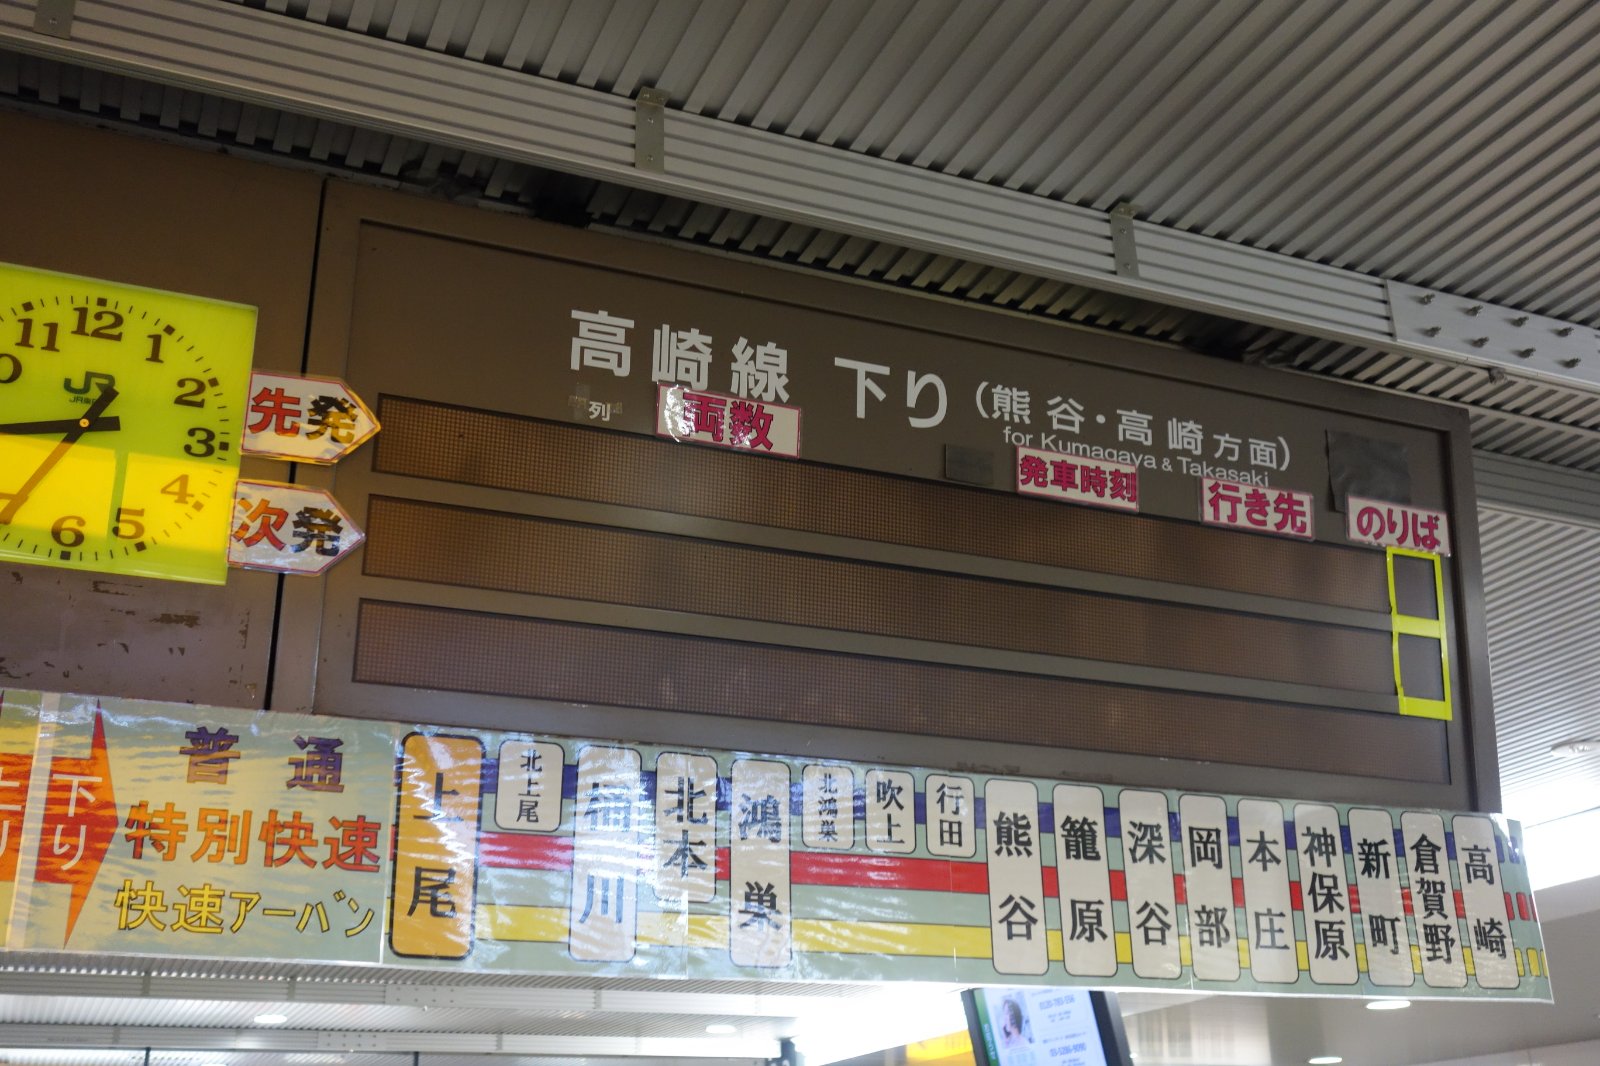 高崎線 下り(熊谷・高崎方面)
for Kumagaya & Takasaki
列
両数
発車時刻
行き先
のりば
先発
次発
11 12 1
2
3
4
5
6
7
JR
下り
普通
特別快速
快速アーバン
上尾
北上尾
桶川
北本
鴻巣
北鴻巣
吹上
行田
熊谷
籠原
深谷
岡部
本庄
神保原
新町
倉賀野
高崎